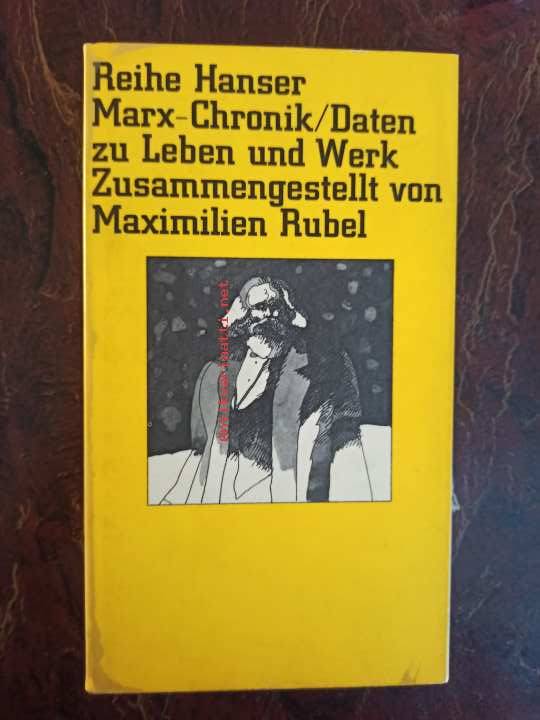 Reihe Hanser
Marx-Chronik/Daten
zu Leben und Werk
Zusammengestellt von
Maximilien Rubel